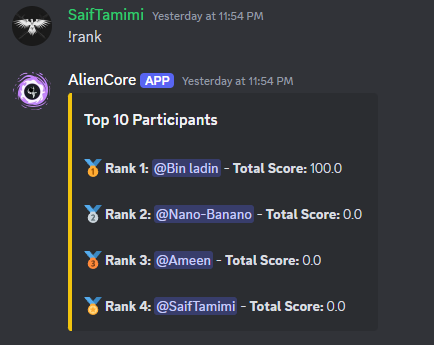 SaifTamimi Yesterday at 11:54 PM
!rank
AlienCore APP Yesterday at 11:54 PM
Top 10 Participants
Rank 1: @Bin ladin - Total Score: 100.0
Rank 2: @Nano-Banano - Total Score: 0.0
Rank 3: @Ameen - Total Score: 0.0
Rank 4: @SaifTamimi - Total Score: 0.0